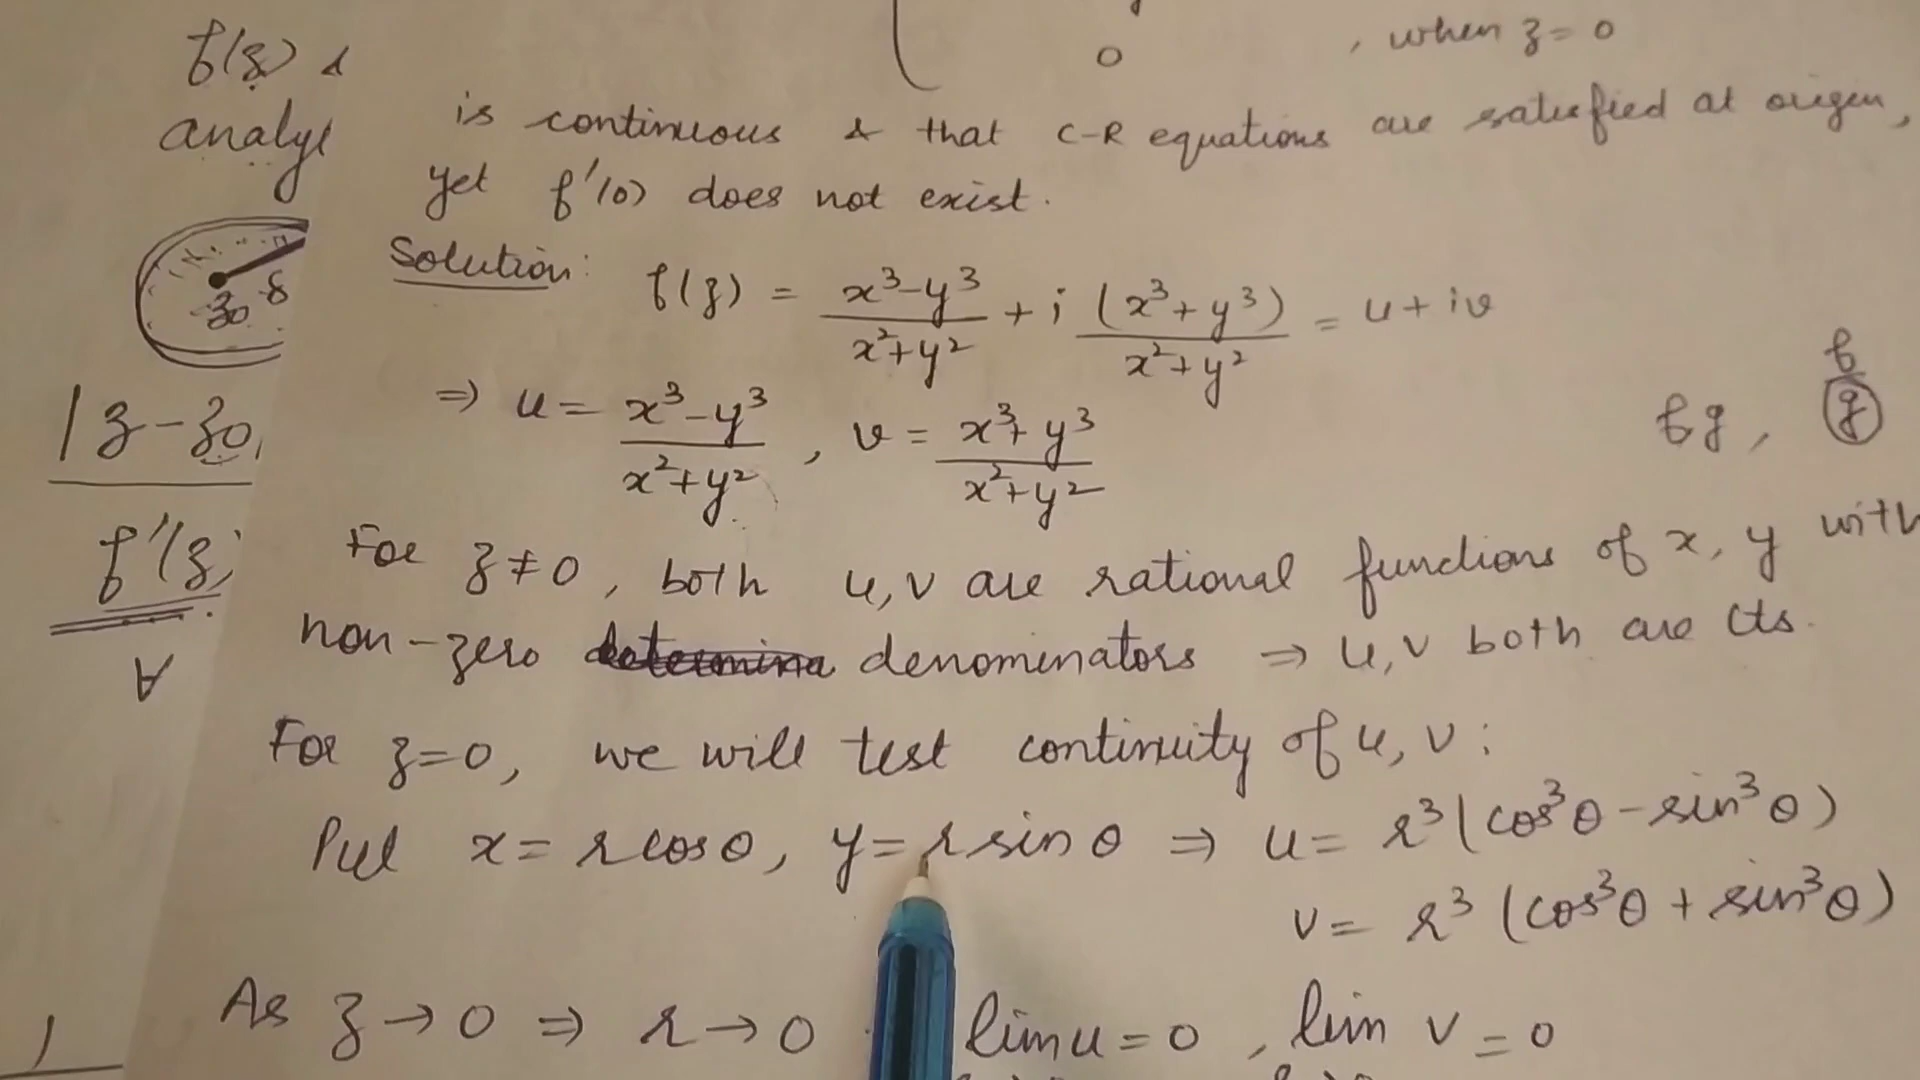 f(z) &
analy
0 , when z=0
is continuous & that C-R equations are satisfied at origin,
yet f'(0) does not exist.
Solution: f(z) = x³-y³/x²+y² + i (x³+y³)/x²+y² = u+iv
z0 δ
⇒ u = x³-y³/x²+y² , v = x³+y³/x²+y²
|z-z0|
fg, f/g
For z≠0, both u,v are rational functions of x, y with
f'(z)
non-zero denominators ⇒ u,v both are cts.
∀
For z=0, we will test continuity of u, v:
Put x = r cosθ, y = r sinθ ⇒ u = r³(cos³θ - sin³θ)
v = r³ (cos³θ + sin³θ)
As z → 0 ⇒ r → 0 lim u = 0 , lim v = 0